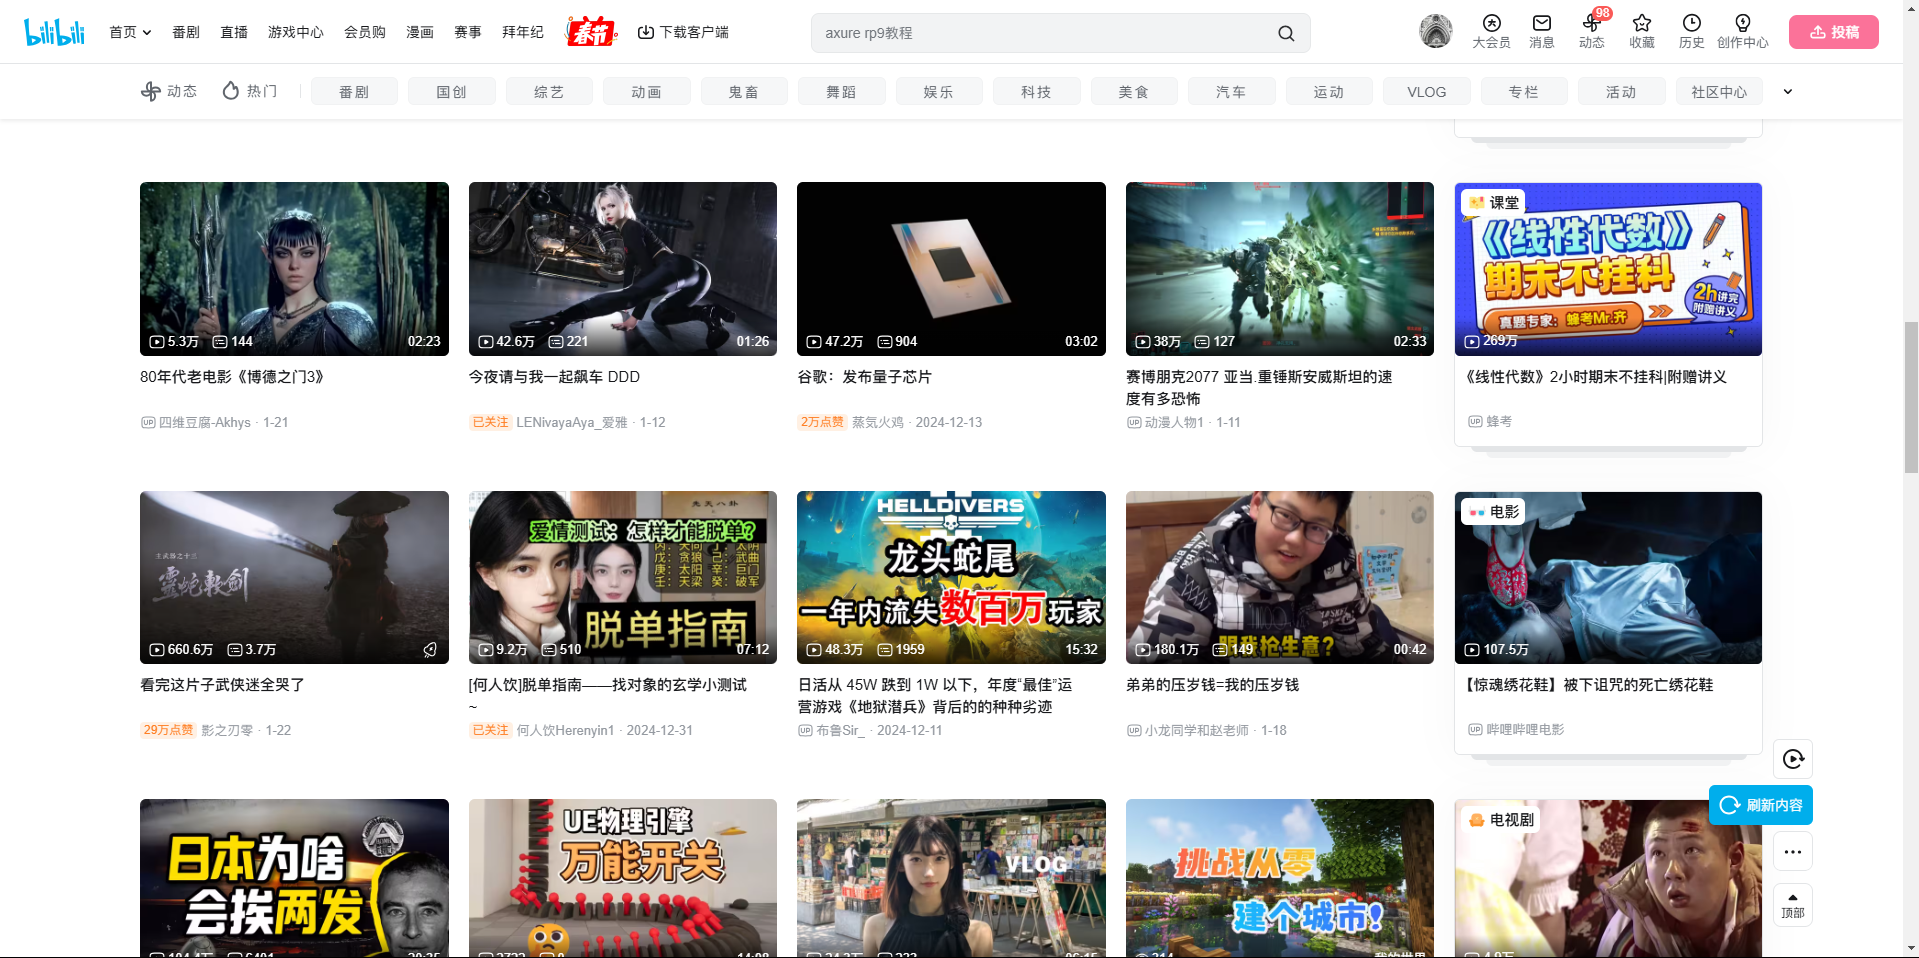 bilibili
首页
番剧
直播
游戏中心
会员购
漫画
赛事
拜年纪
春节
下载客户端
axure rp9教程
大会员
消息
98
动态
收藏
历史
创作中心
投稿
动态
热门
番剧
国创
综艺
动画
鬼畜
舞蹈
娱乐
科技
美食
汽车
运动
VLOG
专栏
活动
社区中心
5.3万
144
02:23
80年代老电影《博德之门3》
四维豆腐-Akhys · 1-21
42.6万
221
01:26
今夜请与我一起飙车 DDD
已关注 LENivayaAya_爱雅 · 1-12
47.2万
904
03:02
谷歌：发布量子芯片
2万点赞 蒸気火鸡 · 2024-12-13
38万
127
02:33
赛博朋克2077 亚当.重锤斯安威斯坦的速
度有多恐怖
动漫人物1 · 1-11
课堂
《线性代数》
期末不挂科
2h讲完
附赠讲义
真题专家：蜂考Mr.齐
269万
《线性代数》2小时期末不挂科|附赠讲义
蜂考
主武器之十三
靈蛇軟劍
660.6万
3.7万
看完这片子武侠迷全哭了
29万点赞 影之刃零 · 1-22
先天八卦
爱情测试：怎样才能脱单?
脱单指南
9.2万
510
07:12
[何人饮]脱单指南——找对象的玄学小测试
~
已关注 何人饮Herenyin1 · 2024-12-31
HELLDIVERS
龙头蛇尾
一年内流失数百万玩家
48.3万
1959
15:32
日活从 45W 跌到 1W 以下，年度“最佳”运
营游戏《地狱潜兵》背后的的种种劣迹
布鲁Sir_ · 2024-12-11
跟我抢生意？
180.1万
149
00:42
弟弟的压岁钱=我的压岁钱
小龙同学和赵老师 · 1-18
电影
107.5万
【惊魂绣花鞋】被下诅咒的死亡绣花鞋
哔哩哔哩电影
刷新内容
顶部
日本为啥
会挨两发
UE物理引擎
万能开关
VLOG
挑战从零
建个城市!
电视剧